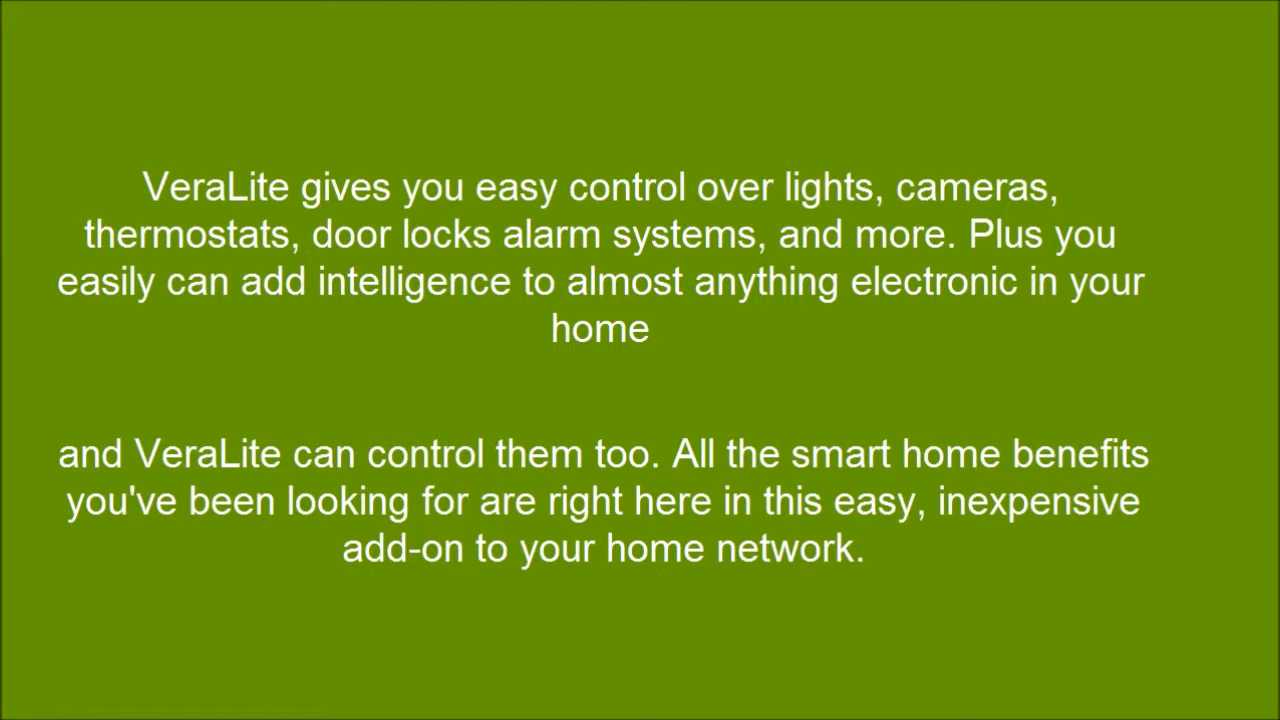 VeraLite gives you easy control over lights, cameras,
thermostats, door locks alarm systems, and more. Plus you
easily can add intelligence to almost anything electronic in your
home
and VeraLite can control them too. All the smart home benefits
you've been looking for are right here in this easy, inexpensive
add-on to your home network.